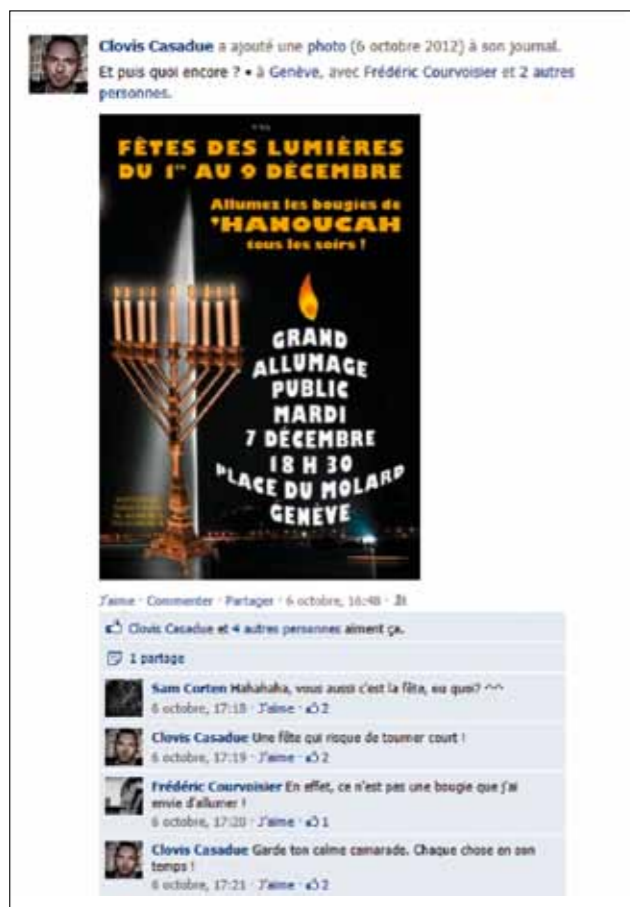 Clovis Casadue a ajouté une photo (6 octobre 2012) à son journal.
Et puis quoi encore ? • à Genève, avec Frédéric Courvoisier et 2 autres
personnes.
FÊTES DES LUMIÈRES
DU 1er AU 9 DÉCEMBRE
Allumez les bougies de
'HANOUCAH
tous les soirs !
GRAND
ALLUMAGE
PUBLIC
MARDI
7 DÉCEMBRE
18 H 30
PLACE DU MOLARD
GENÈVE
J'aime · Commenter · Partager · 6 octobre, 16:48 ·
Clovis Casadue et 4 autres personnes aiment ça.
1 partage
Sam Corten Hahahaha, vous aussi c'est la fête, ou quoi? ^^
6 octobre, 17:18 · J'aime · 2
Clovis Casadue Une fête qui risque de tourner court !
6 octobre, 17:19 · J'aime · 2
Frédéric Courvoisier En effet, ce n'est pas une bougie que j'ai
envie d'allumer !
6 octobre, 17:20 · J'aime · 1
Clovis Casadue Garde ton calme camarade. Chaque chose en son
temps !
6 octobre, 17:21 · J'aime · 2